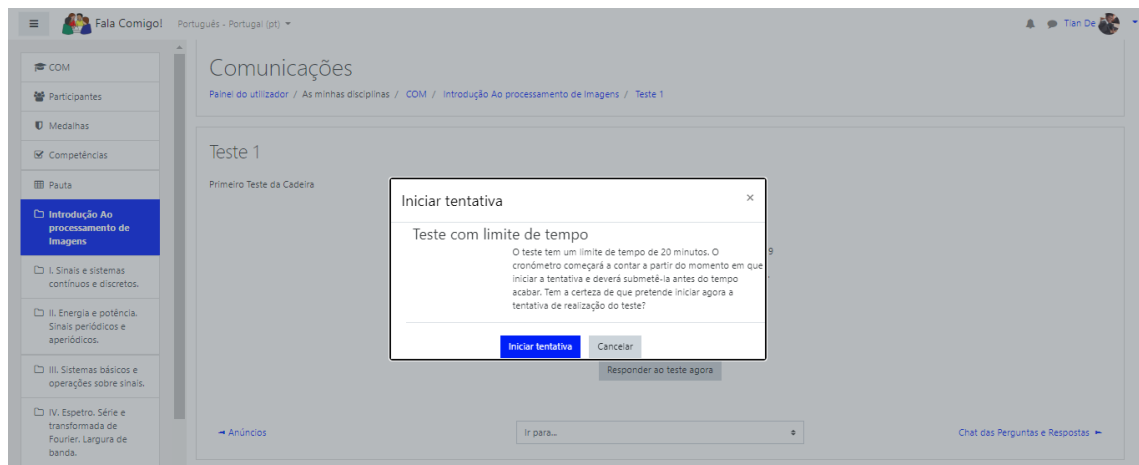 Fala Comigo! Português - Portugal (pt)
Tian De
COM
Participantes
Medalhas
Competências
Pauta
Introdução Ao
processamento de
Imagens
I. Sinais e sistemas
contínuos e discretos.
II. Energia e potência.
Sinais periódicos e
aperiódicos.
III. Sistemas básicos e
operações sobre sinais.
IV. Espetro. Série e
transformada de
Fourier. Largura de
banda.
Comunicações
Painel do utilizador / As minhas disciplinas / COM / Introdução Ao processamento de Imagens / Teste 1
Teste 1
Primeiro Teste da Cadeira
Iniciar tentativa ×
Teste com limite de tempo
O teste tem um limite de tempo de 20 minutos. O
cronómetro começará a contar a partir do momento em que
iniciar a tentativa e deverá submetê-la antes do tempo
acabar. Tem a certeza de que pretende iniciar agora a
tentativa de realização do teste?
Iniciar tentativa Cancelar
9
Responder ao teste agora
◄ Anúncios
Ir para...
Chat das Perguntas e Respostas ►